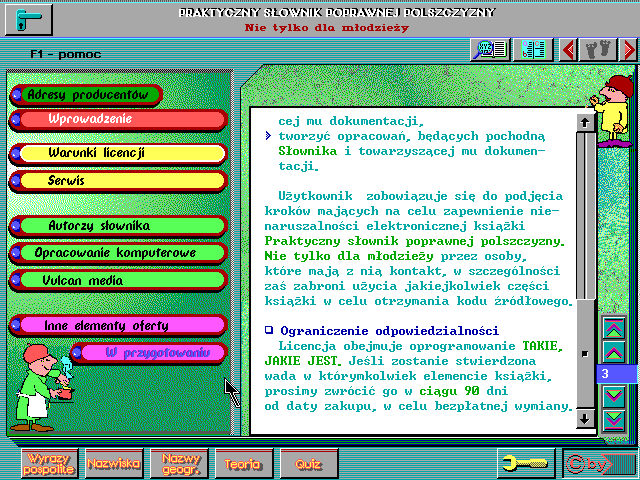 PRAKTYCZNY SŁOWNIK POPRAWNEJ POLSZCZYZNY
Nie tylko dla młodzieży
F1 - pomoc
Adresy producentów
Wprowadzenie
Warunki licencji
Serwis
Autorzy słownika
Opracowanie komputerowe
Vulcan media
Inne elementy oferty
W przygotowaniu
cej mu dokumentacji,
tworzyć opracowań, będących pochodną
Słownika i towarzyszącej mu dokumen-
tacji.
Użytkownik zobowiązuje się do podjęcia
kroków mających na celu zapewnienie nie-
naruszalności elektronicznej książki
Praktyczny słownik poprawnej polszczyzny.
Nie tylko dla młodzieży przez osoby,
które mają z nią kontakt, w szczególności
zaś zabroni użycia jakiejkolwiek części
książki w celu otrzymania kodu źródłowego.
Ograniczenie odpowiedzialności
Licencja obejmuje oprogramowanie TAKIE,
JAKIE JEST. Jeśli zostanie stwierdzona
wada w którymkolwiek elemencie książki,
prosimy zwrócić go w ciągu 90 dni
od daty zakupu, w celu bezpłatnej wymiany.
3
Wyrazy pospolite
Nazwiska
Nazwy geogr.
Teoria
Quiz
©by